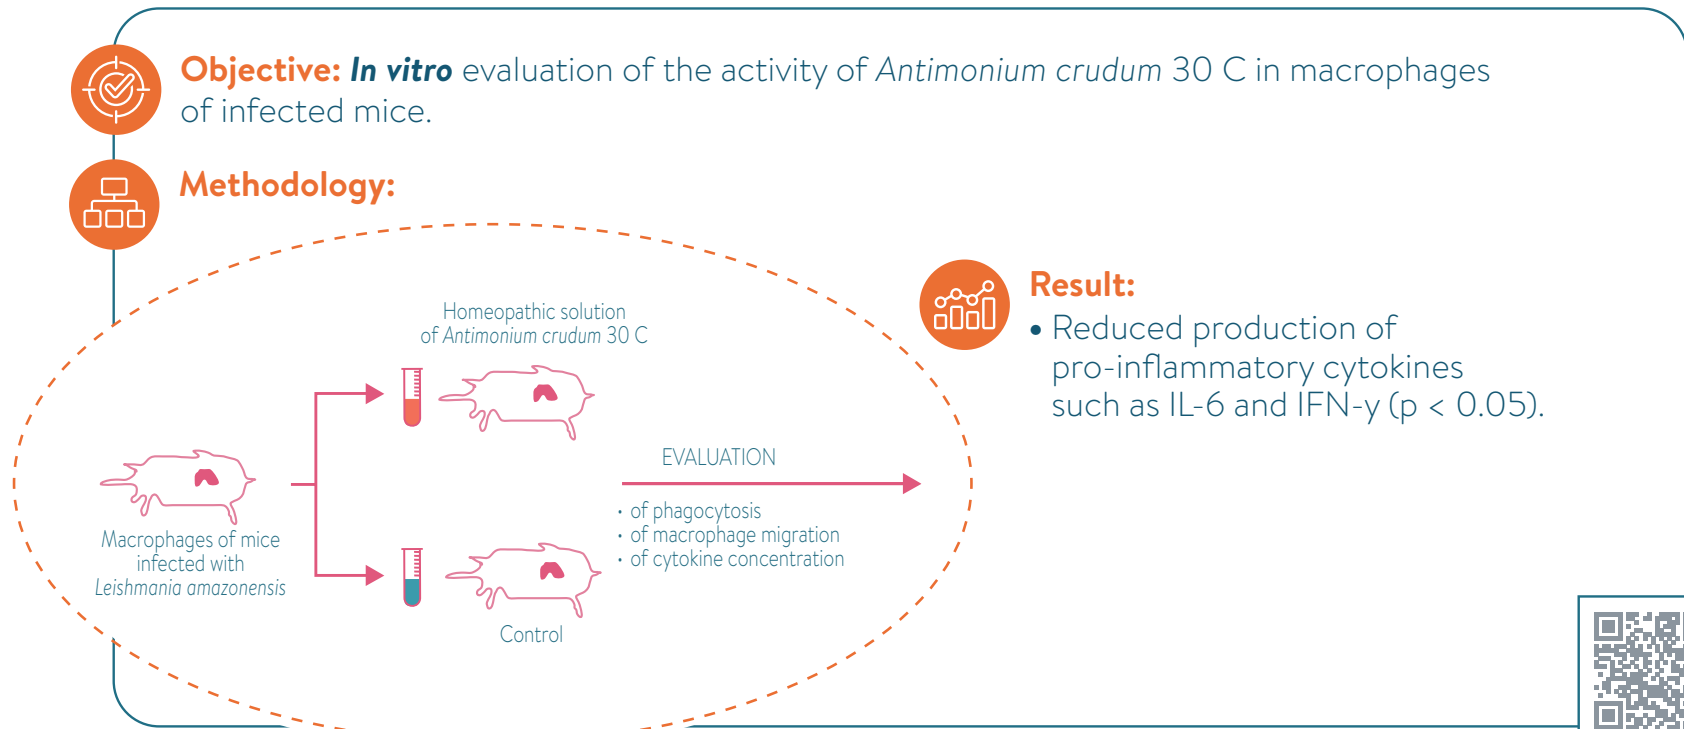 Objective: In vitro evaluation of the activity of Antimonium crudum 30 C in macrophages
of infected mice.
Methodology:
Homeopathic solution
of Antimonium crudum 30 C
Macrophages of mice
infected with
Leishmania amazonensis
Control
EVALUATION
· of phagocytosis
· of macrophage migration
· of cytokine concentration
Result:
• Reduced production of
pro-inflammatory cytokines
such as IL-6 and IFN-y (p < 0.05).